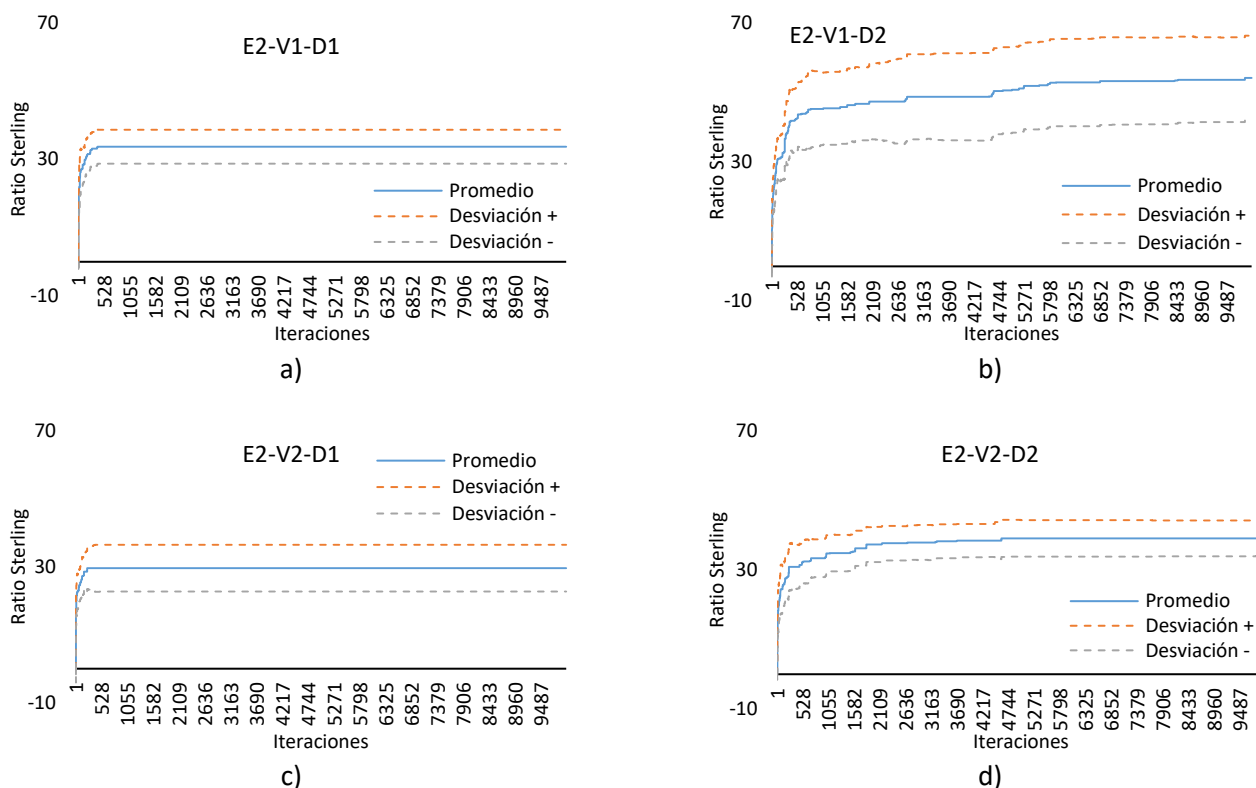 70
E2-V1-D1
Ratio Sterling
30
Promedio
Desviación +
Desviación -
-10
1 528 1055 1582 2109 2636 3163 3690 4217 4744 5271 5798 6325 6852 7379 7906 8433 8960 9487
Iteraciones
a)
70
E2-V1-D2
Ratio Sterling
30
Promedio
Desviación +
Desviación -
-10
1 528 1055 1582 2109 2636 3163 3690 4217 4744 5271 5798 6325 6852 7379 7906 8433 8960 9487
Iteraciones
b)
70
E2-V2-D1
Promedio
Desviación +
Desviación -
Ratio Sterling
30
-10
1 528 1055 1582 2109 2636 3163 3690 4217 4744 5271 5798 6325 6852 7379 7906 8433 8960 9487
Iteraciones
c)
70
E2-V2-D2
Ratio Sterling
30
Promedio
Desviación +
Desviación -
-10
1 528 1055 1582 2109 2636 3163 3690 4217 4744 5271 5798 6325 6852 7379 7906 8433 8960 9487
Iteraciones
d)